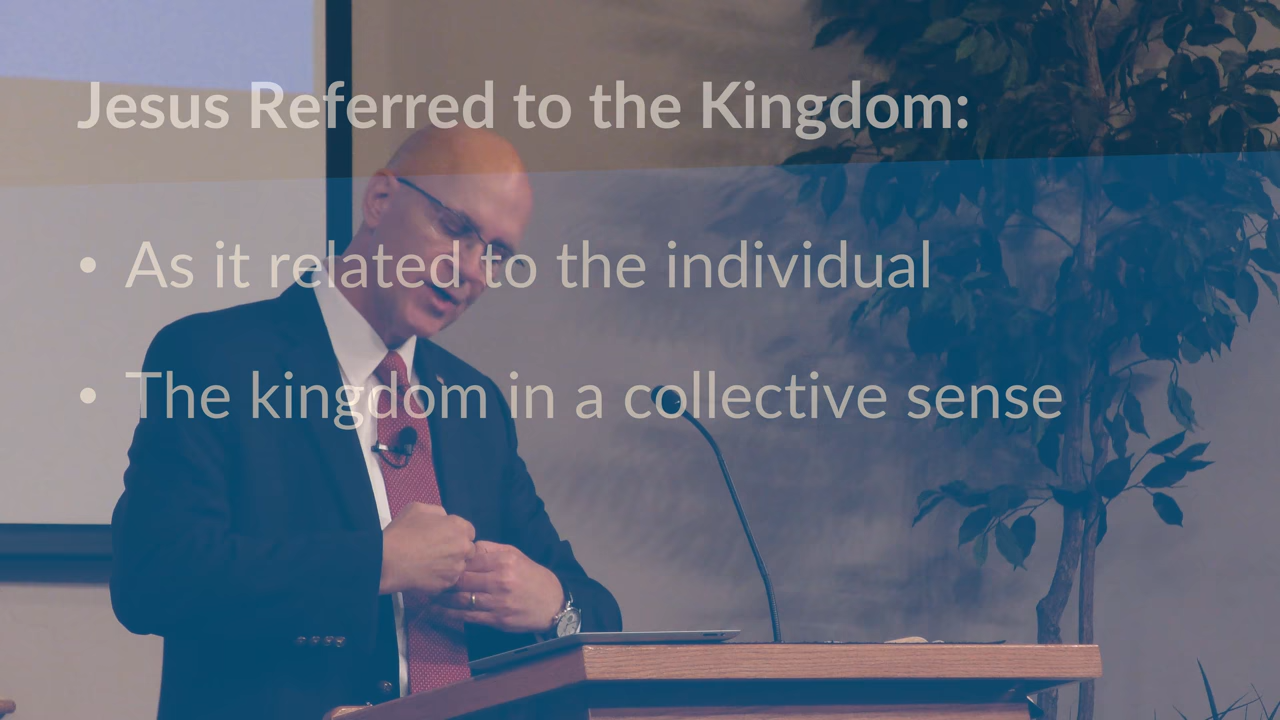 Jesus Referred to the Kingdom:
• As it related to the individual
• The kingdom in a collective sense